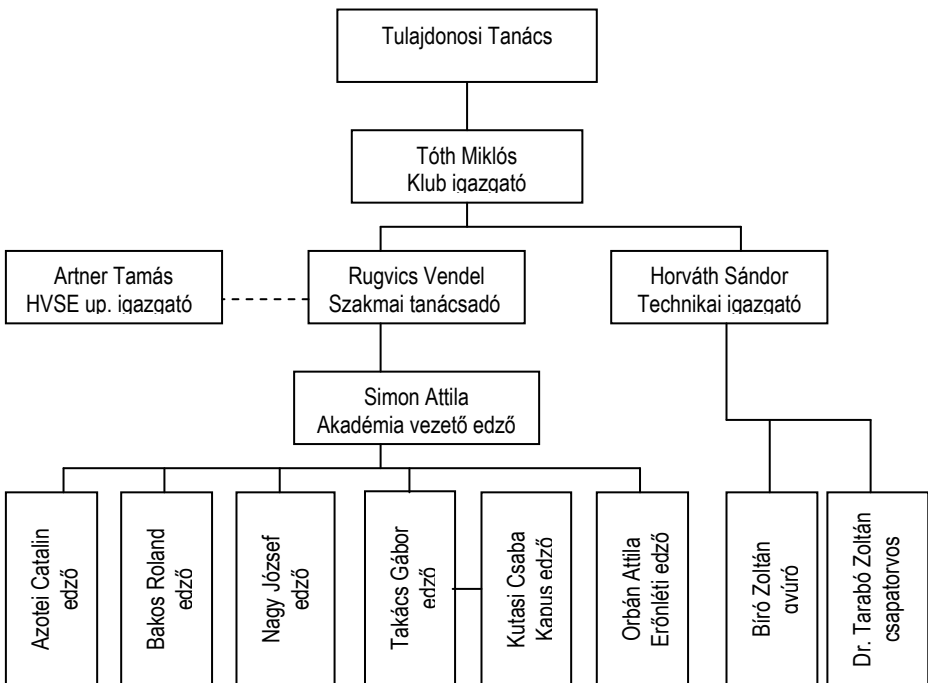 Tulajdonosi Tanács
Tóth Miklós
Klub igazgató
Artner Tamás
HVSE up. igazgató
Rugvics Vendel
Szakmai tanácsadó
Horváth Sándor
Technikai igazgató
Simon Attila
Akadémia vezető edző
Azotei Catalin
edző
Bakos Roland
edző
Nagy József
edző
Takács Gábor
edző
Kutasi Csaba
Kapus edző
Orbán Attila
Erőnléti edző
Bíró Zoltán
gyúró
Dr. Tarabó Zoltán
csapatorvos